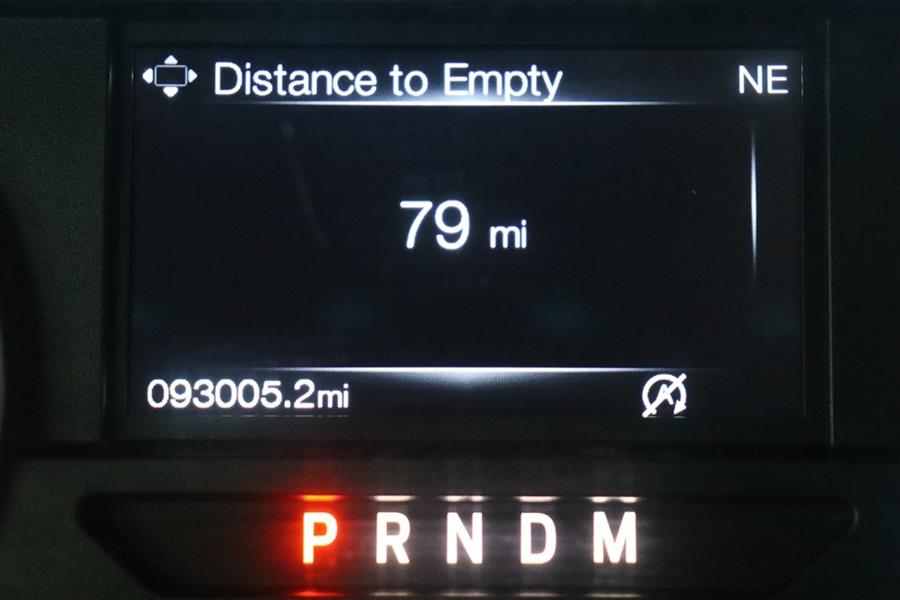 Distance to Empty NE
79 mi
093005.2mi
P R N D M